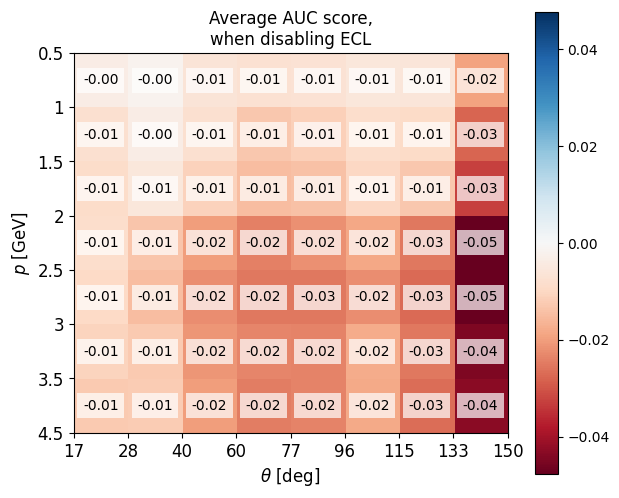 Average AUC score,
when disabling ECL
0.5
-0.00 -0.00 -0.01 -0.01 -0.01 -0.01 -0.01 -0.02
1
-0.01 -0.00 -0.01 -0.01 -0.01 -0.01 -0.01 -0.03
1.5
-0.01 -0.01 -0.01 -0.01 -0.01 -0.01 -0.01 -0.03
2
-0.01 -0.01 -0.02 -0.02 -0.02 -0.02 -0.03 -0.05
2.5
-0.01 -0.01 -0.02 -0.02 -0.03 -0.02 -0.03 -0.05
3
-0.01 -0.01 -0.02 -0.02 -0.02 -0.02 -0.03 -0.04
3.5
-0.01 -0.01 -0.02 -0.02 -0.02 -0.02 -0.03 -0.04
4.5
p [GeV]
17 28 40 60 77 96 115 133 150
θ [deg]
0.04
0.02
0.00
−0.02
−0.04